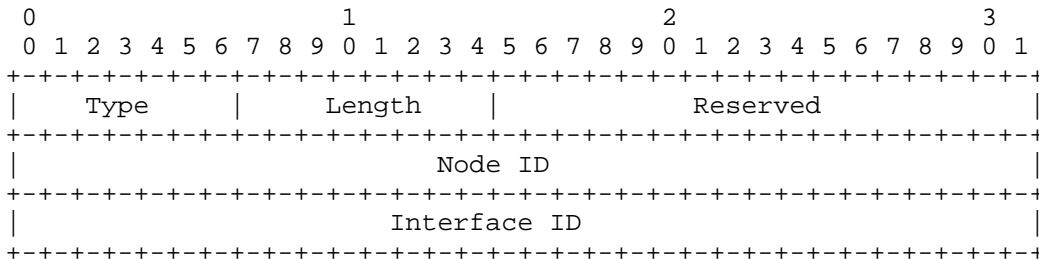 0                   1                   2                   3
 0 1 2 3 4 5 6 7 8 9 0 1 2 3 4 5 6 7 8 9 0 1 2 3 4 5 6 7 8 9 0 1
+-+-+-+-+-+-+-+-+-+-+-+-+-+-+-+-+-+-+-+-+-+-+-+-+-+-+-+-+-+-+-+-+
|    Type     |     Length    |            Reserved             |
+-+-+-+-+-+-+-+-+-+-+-+-+-+-+-+-+-+-+-+-+-+-+-+-+-+-+-+-+-+-+-+-+
|                          Node ID                              |
+-+-+-+-+-+-+-+-+-+-+-+-+-+-+-+-+-+-+-+-+-+-+-+-+-+-+-+-+-+-+-+-+
|                       Interface ID                            |
+-+-+-+-+-+-+-+-+-+-+-+-+-+-+-+-+-+-+-+-+-+-+-+-+-+-+-+-+-+-+-+-+